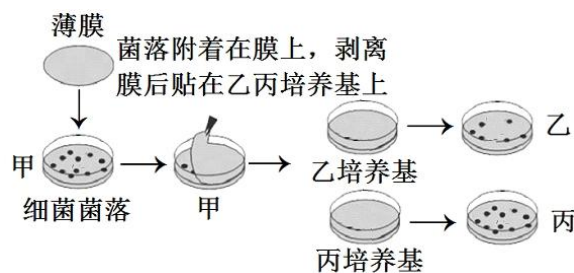 薄膜
菌落附着在膜上，剥离
膜后贴在乙丙培养基上
甲
细菌菌落
甲
乙培养基
乙
丙培养基
丙